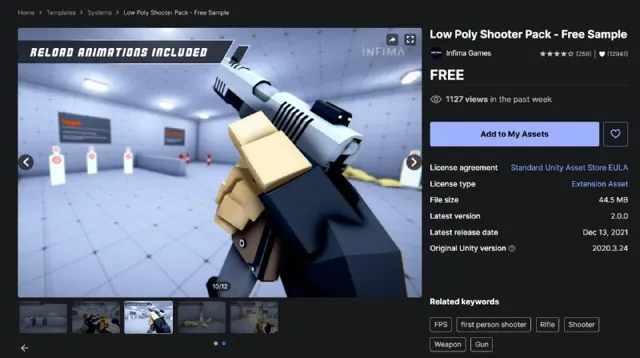 Home > Templates > Systems > Low Poly Shooter Pack - Free Sample
RELOAD ANIMATIONS INCLUDED
INFIMA
10/12
Low Poly Shooter Pack - Free Sample
Infima Games
(258) | (12941)
FREE
1127 views in the past week
Add to My Assets
License agreement Standard Unity Asset Store EULA
License type Extension Asset
File size 44.5 MB
Latest version 2.0.0
Latest release date Dec 13, 2021
Original Unity version 2020.3.24
Related keywords
FPS first person shooter Rifle Shooter
Weapon Gun